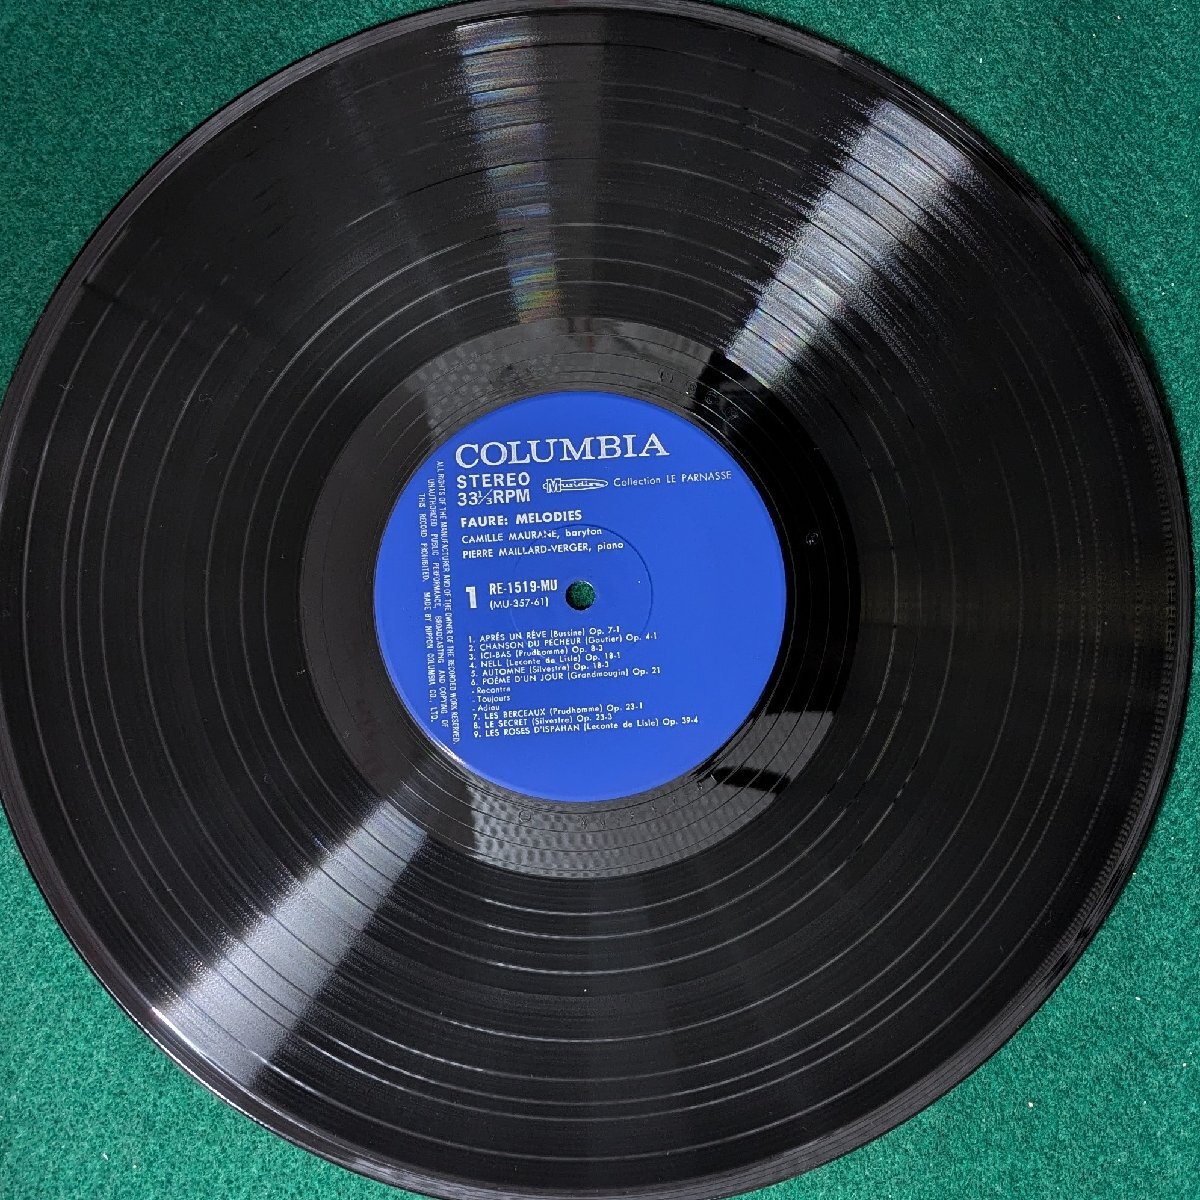 COLUMBIA
STEREO
33⅓RPM
Musidisc Collection LE PARNASSE
FAURE: MELODIES
CAMILLE MAURANE, baryton
PIERRE MAILLARD-VERGER, piano
1 RE-1519-MU
(MU-357-61)
1. APRÉS UN RÊVE (Bussine) Op. 7-1
2. CHANSON DU PECHEUR (Gautier) Op. 4-1
3. ICI-BAS (Prudhomme) Op. 8-3
4. NELL (Leconte de Lisle) Op. 18-1
5. AUTOMNE (Silvestre) Op. 18-3
6. POÈME D'UN JOUR (Grandmougin) Op. 21
- Recontre
- Toujours
- Adieu
7. LES BERCEAUX (Prudhomme) Op. 23-1
8. LE SECRET (Silvestre) Op. 23-3
9. LES ROSES D'ISPAHAN (Leconte de Lisle) Op. 39-4
ALL RIGHTS OF THE MANUFACTURER AND OF THE OWNER OF THE RECORDED WORK RESERVED.
UNAUTHORIZED PUBLIC PERFORMANCE, BROADCASTING AND COPYING OF
THIS RECORD PROHIBITED. MADE BY NIPPON COLUMBIA CO., LTD.